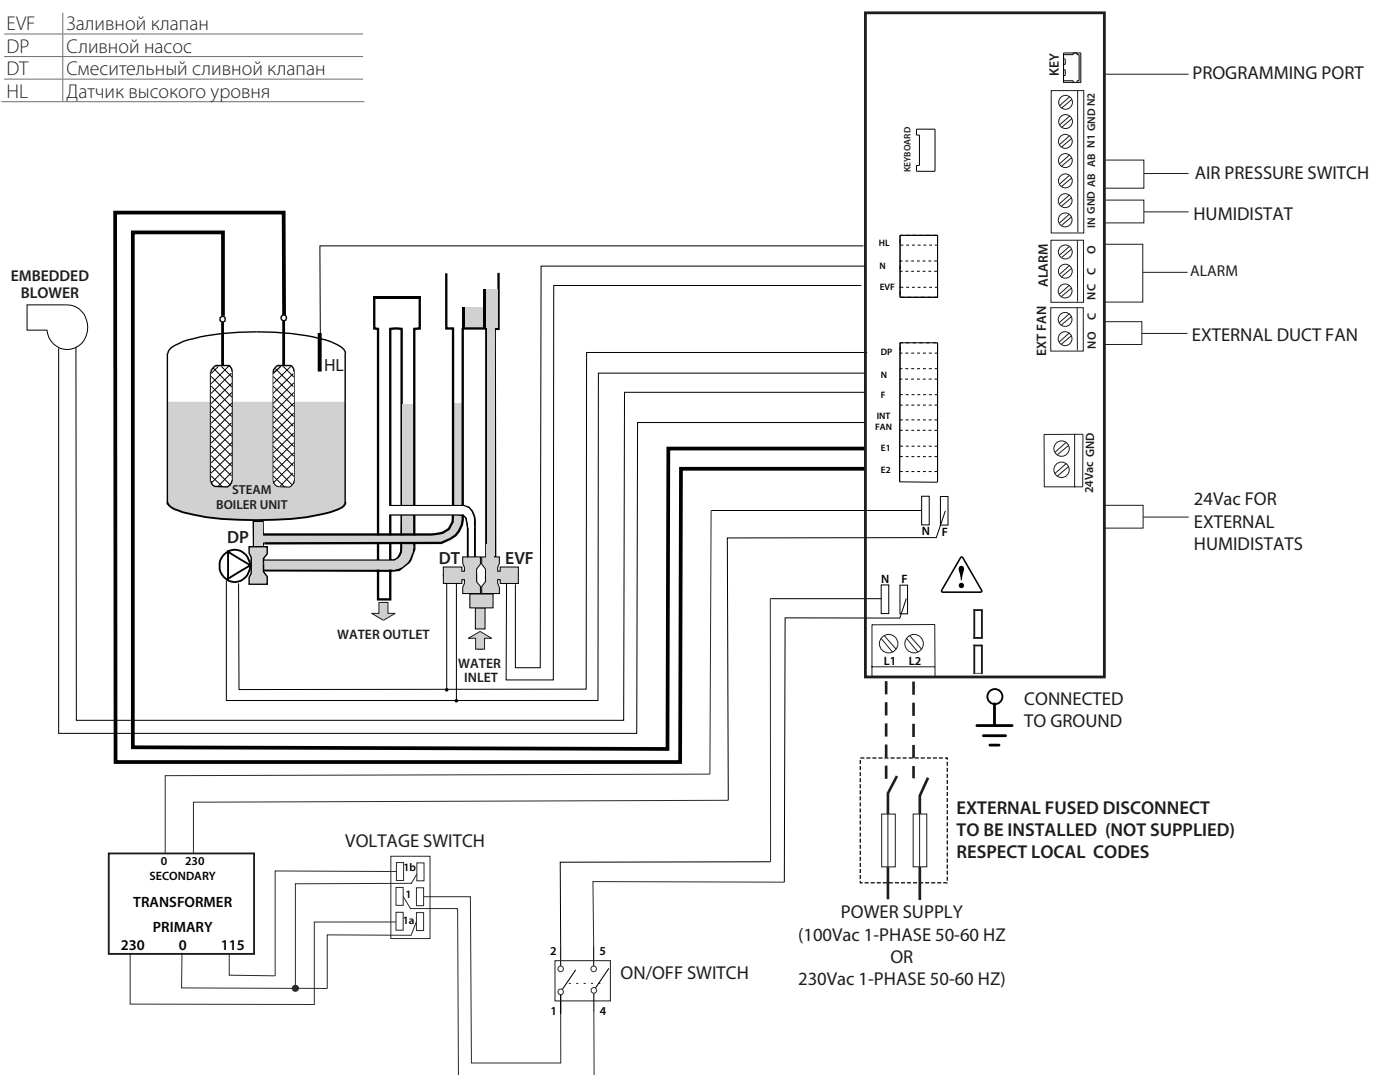 EVF Заливной клапан
DP Сливной насос
DT Смесительный сливной клапан
HL Датчик высокого уровня
KEY
PROGRAMMING PORT
N2
GND
N1
AB
AB
GND
IN
KEYBOARD
AIR PRESSURE SWITCH
HUMIDISTAT
ALARM
O
C
NC
ALARM
EXT FAN
C
NO
EXTERNAL DUCT FAN
HL
N
EVF
EMBEDDED
BLOWER
HL
DP
N
F
INT
FAN
E1
E2
GND
24Vac
24Vac FOR
EXTERNAL
HUMIDISTATS
STEAM
BOILER UNIT
DP
DT
EVF
N F
N F
WATER OUTLET
WATER
INLET
L1 L2
CONNECTED
TO GROUND
EXTERNAL FUSED DISCONNECT
TO BE INSTALLED (NOT SUPPLIED)
RESPECT LOCAL CODES
VOLTAGE SWITCH
1b
1
1a
0 230
SECONDARY
TRANSFORMER
PRIMARY
230 0 115
POWER SUPPLY
(100Vac 1-PHASE 50-60 HZ
OR
230Vac 1-PHASE 50-60 HZ)
2 5
ON/OFF SWITCH
1 4